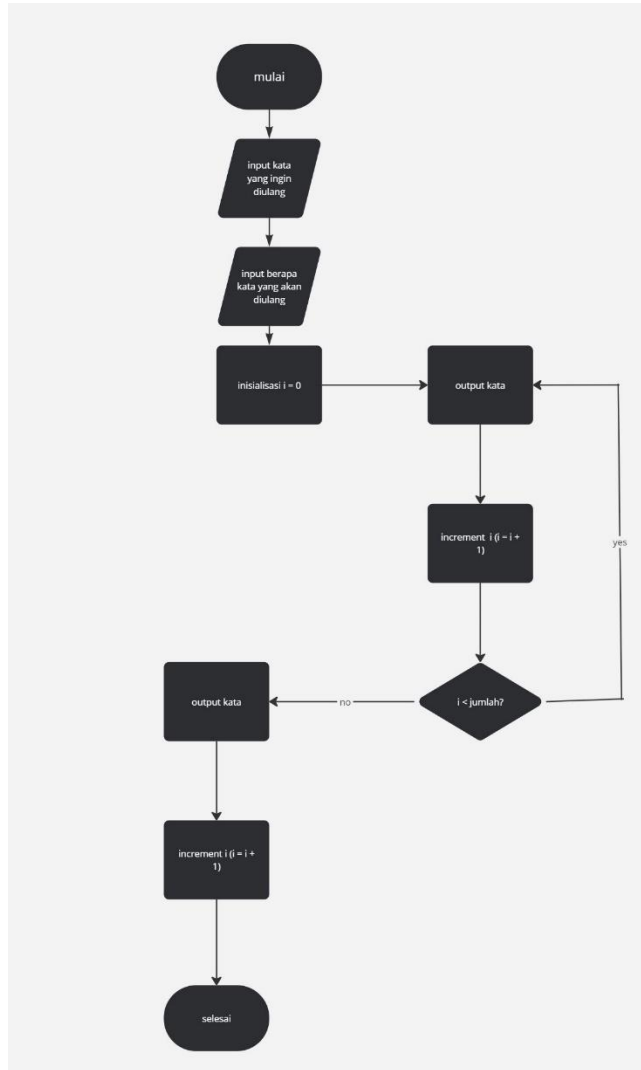 mulai
input kata
yang ingin
diulang
input berapa
kata yang akan
diulang
inisialisasi i = 0
output kata
increment i (i = i +
1)
yes
i < jumlah?
no
output kata
increment i (i = i +
1)
selesai